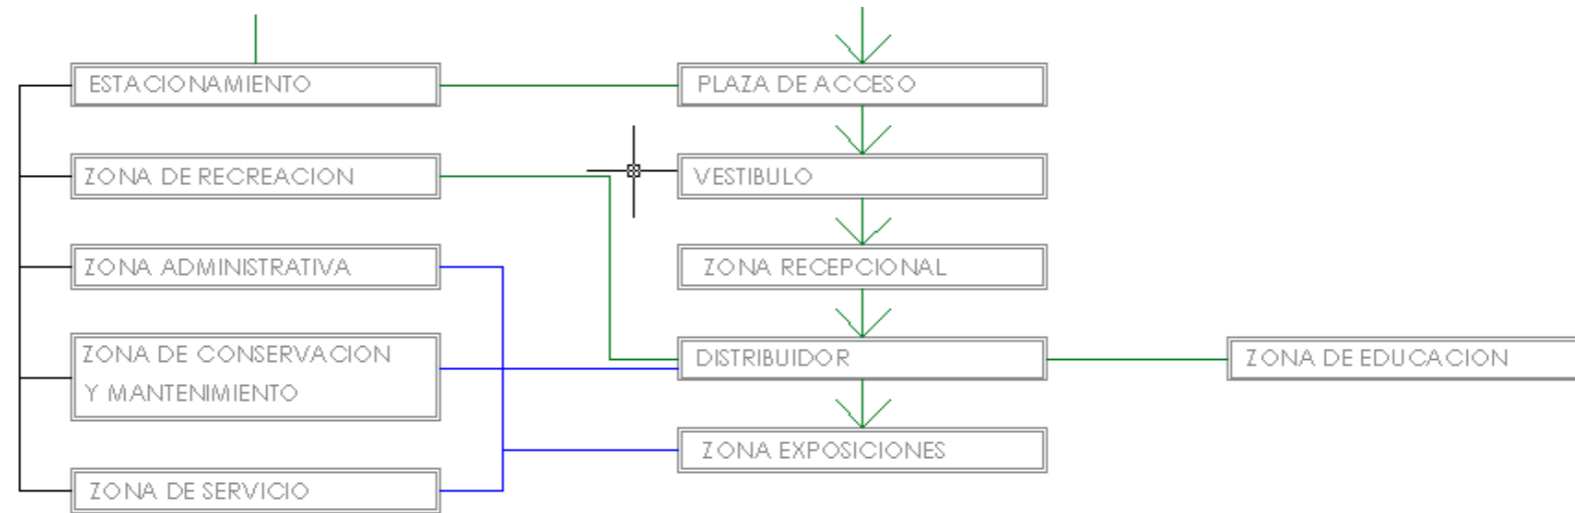 ESTACIONAMIENTO
PLAZA DE ACCESO
ZONA DE RECREACION
VESTIBULO
ZONA ADMINISTRATIVA
ZONA RECEPCIONAL
ZONA DE CONSERVACION
Y MANTENIMIENTO
DISTRIBUIDOR
ZONA DE EDUCACION
ZONA EXPOSICIONES
ZONA DE SERVICIO